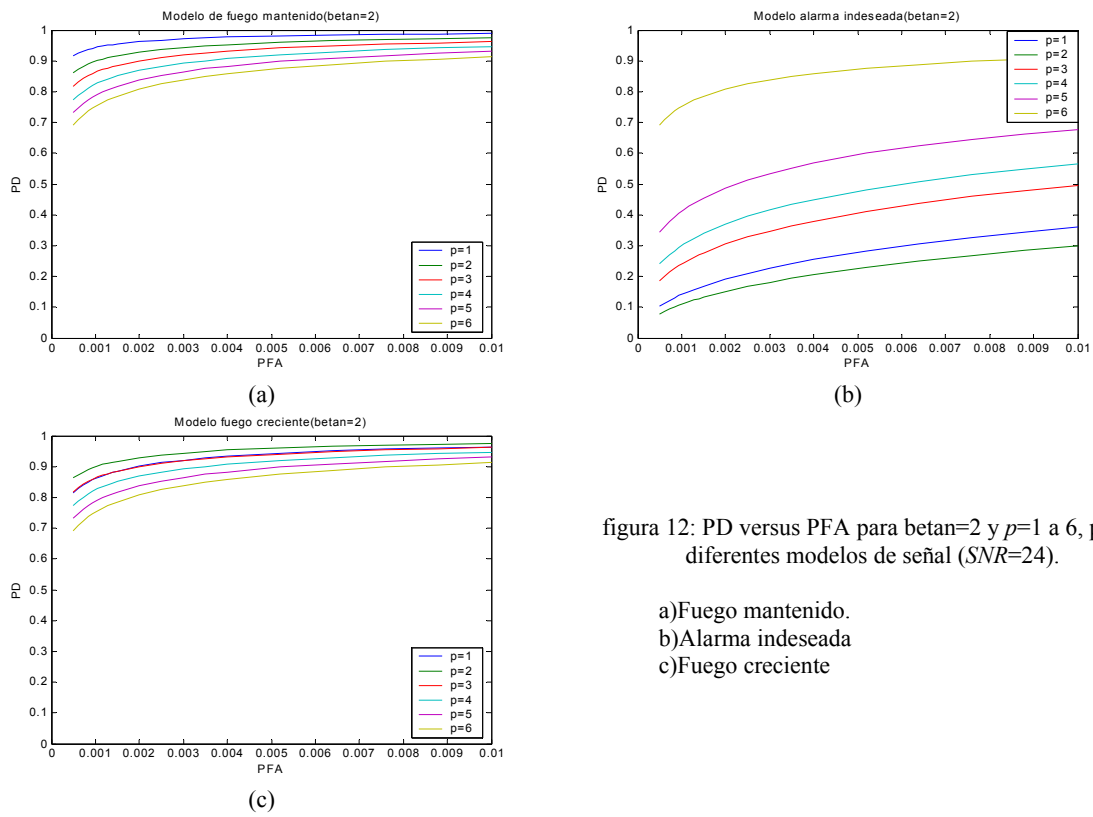 Modelo de fuego mantenido(betan=2)
1
0.9
0.8
0.7
0.6
0.5
0.4
0.3
0.2
0.1
0
PD
p=1
p=2
p=3
p=4
p=5
p=6
0 0.001 0.002 0.003 0.004 0.005 0.006 0.007 0.008 0.009 0.01
PFA
(a)
Modelo alarma indeseada(betan=2)
1
0.9
0.8
0.7
0.6
0.5
0.4
0.3
0.2
0.1
0
PD
p=1
p=2
p=3
p=4
p=5
p=6
0 0.001 0.002 0.003 0.004 0.005 0.006 0.007 0.008 0.009 0.01
PFA
(b)
Modelo fuego creciente(betan=2)
1
0.9
0.8
0.7
0.6
0.5
0.4
0.3
0.2
0.1
0
PD
p=1
p=2
p=3
p=4
p=5
p=6
0 0.001 0.002 0.003 0.004 0.005 0.006 0.007 0.008 0.009 0.01
PFA
(c)
figura 12: PD versus PFA para betan=2 y p=1 a 6,
diferentes modelos de señal (SNR=24).
a)Fuego mantenido.
b)Alarma indeseada
c)Fuego creciente